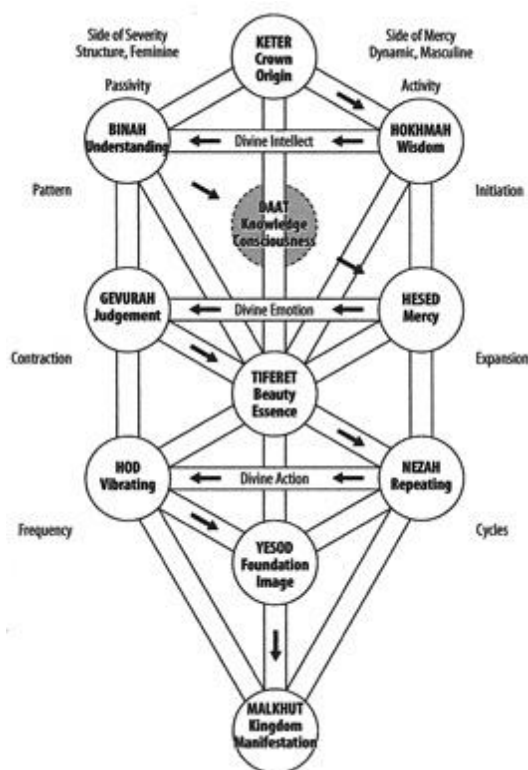 Side of Severity
Structure, Feminine
KETER
Crown
Origin
Side of Mercy
Dynamic, Masculine
Passivity
Activity
BINAH
Understanding
Divine Intellect
HOKHMAH
Wisdom
Pattern
DAAT
Knowledge
Consciousness
Initiation
GEVURAH
Judgement
Divine Emotion
HESED
Mercy
Contraction
TIFERET
Beauty
Essence
Expansion
HOD
Vibrating
Divine Action
NEZAH
Repeating
Frequency
YESOD
Foundation
Image
Cycles
MALKHUT
Kingdom
Manifestation